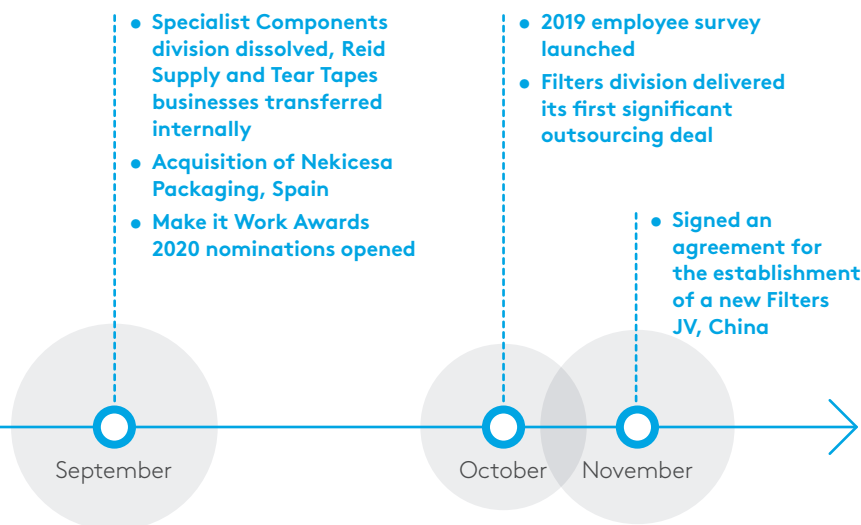 • Specialist Components
division dissolved, Reid
Supply and Tear Tapes
businesses transferred
internally
• Acquisition of Nekicesa
Packaging, Spain
• Make it Work Awards
2020 nominations opened
• 2019 employee survey
launched
• Filters division delivered
its first significant
outsourcing deal
• Signed an
agreement for
the establishment
of a new Filters
JV, China
September
October
November